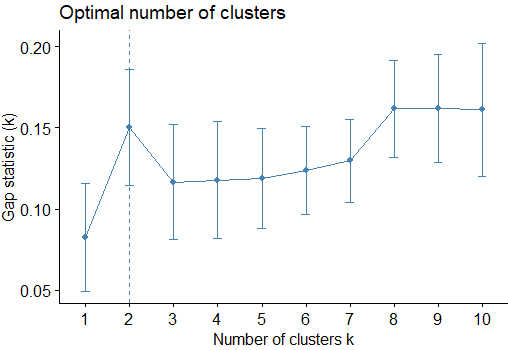 Optimal number of clusters
0.20
0.15
0.10
0.05
Gap statistic (k)
1 2 3 4 5 6 7 8 9 10
Number of clusters k